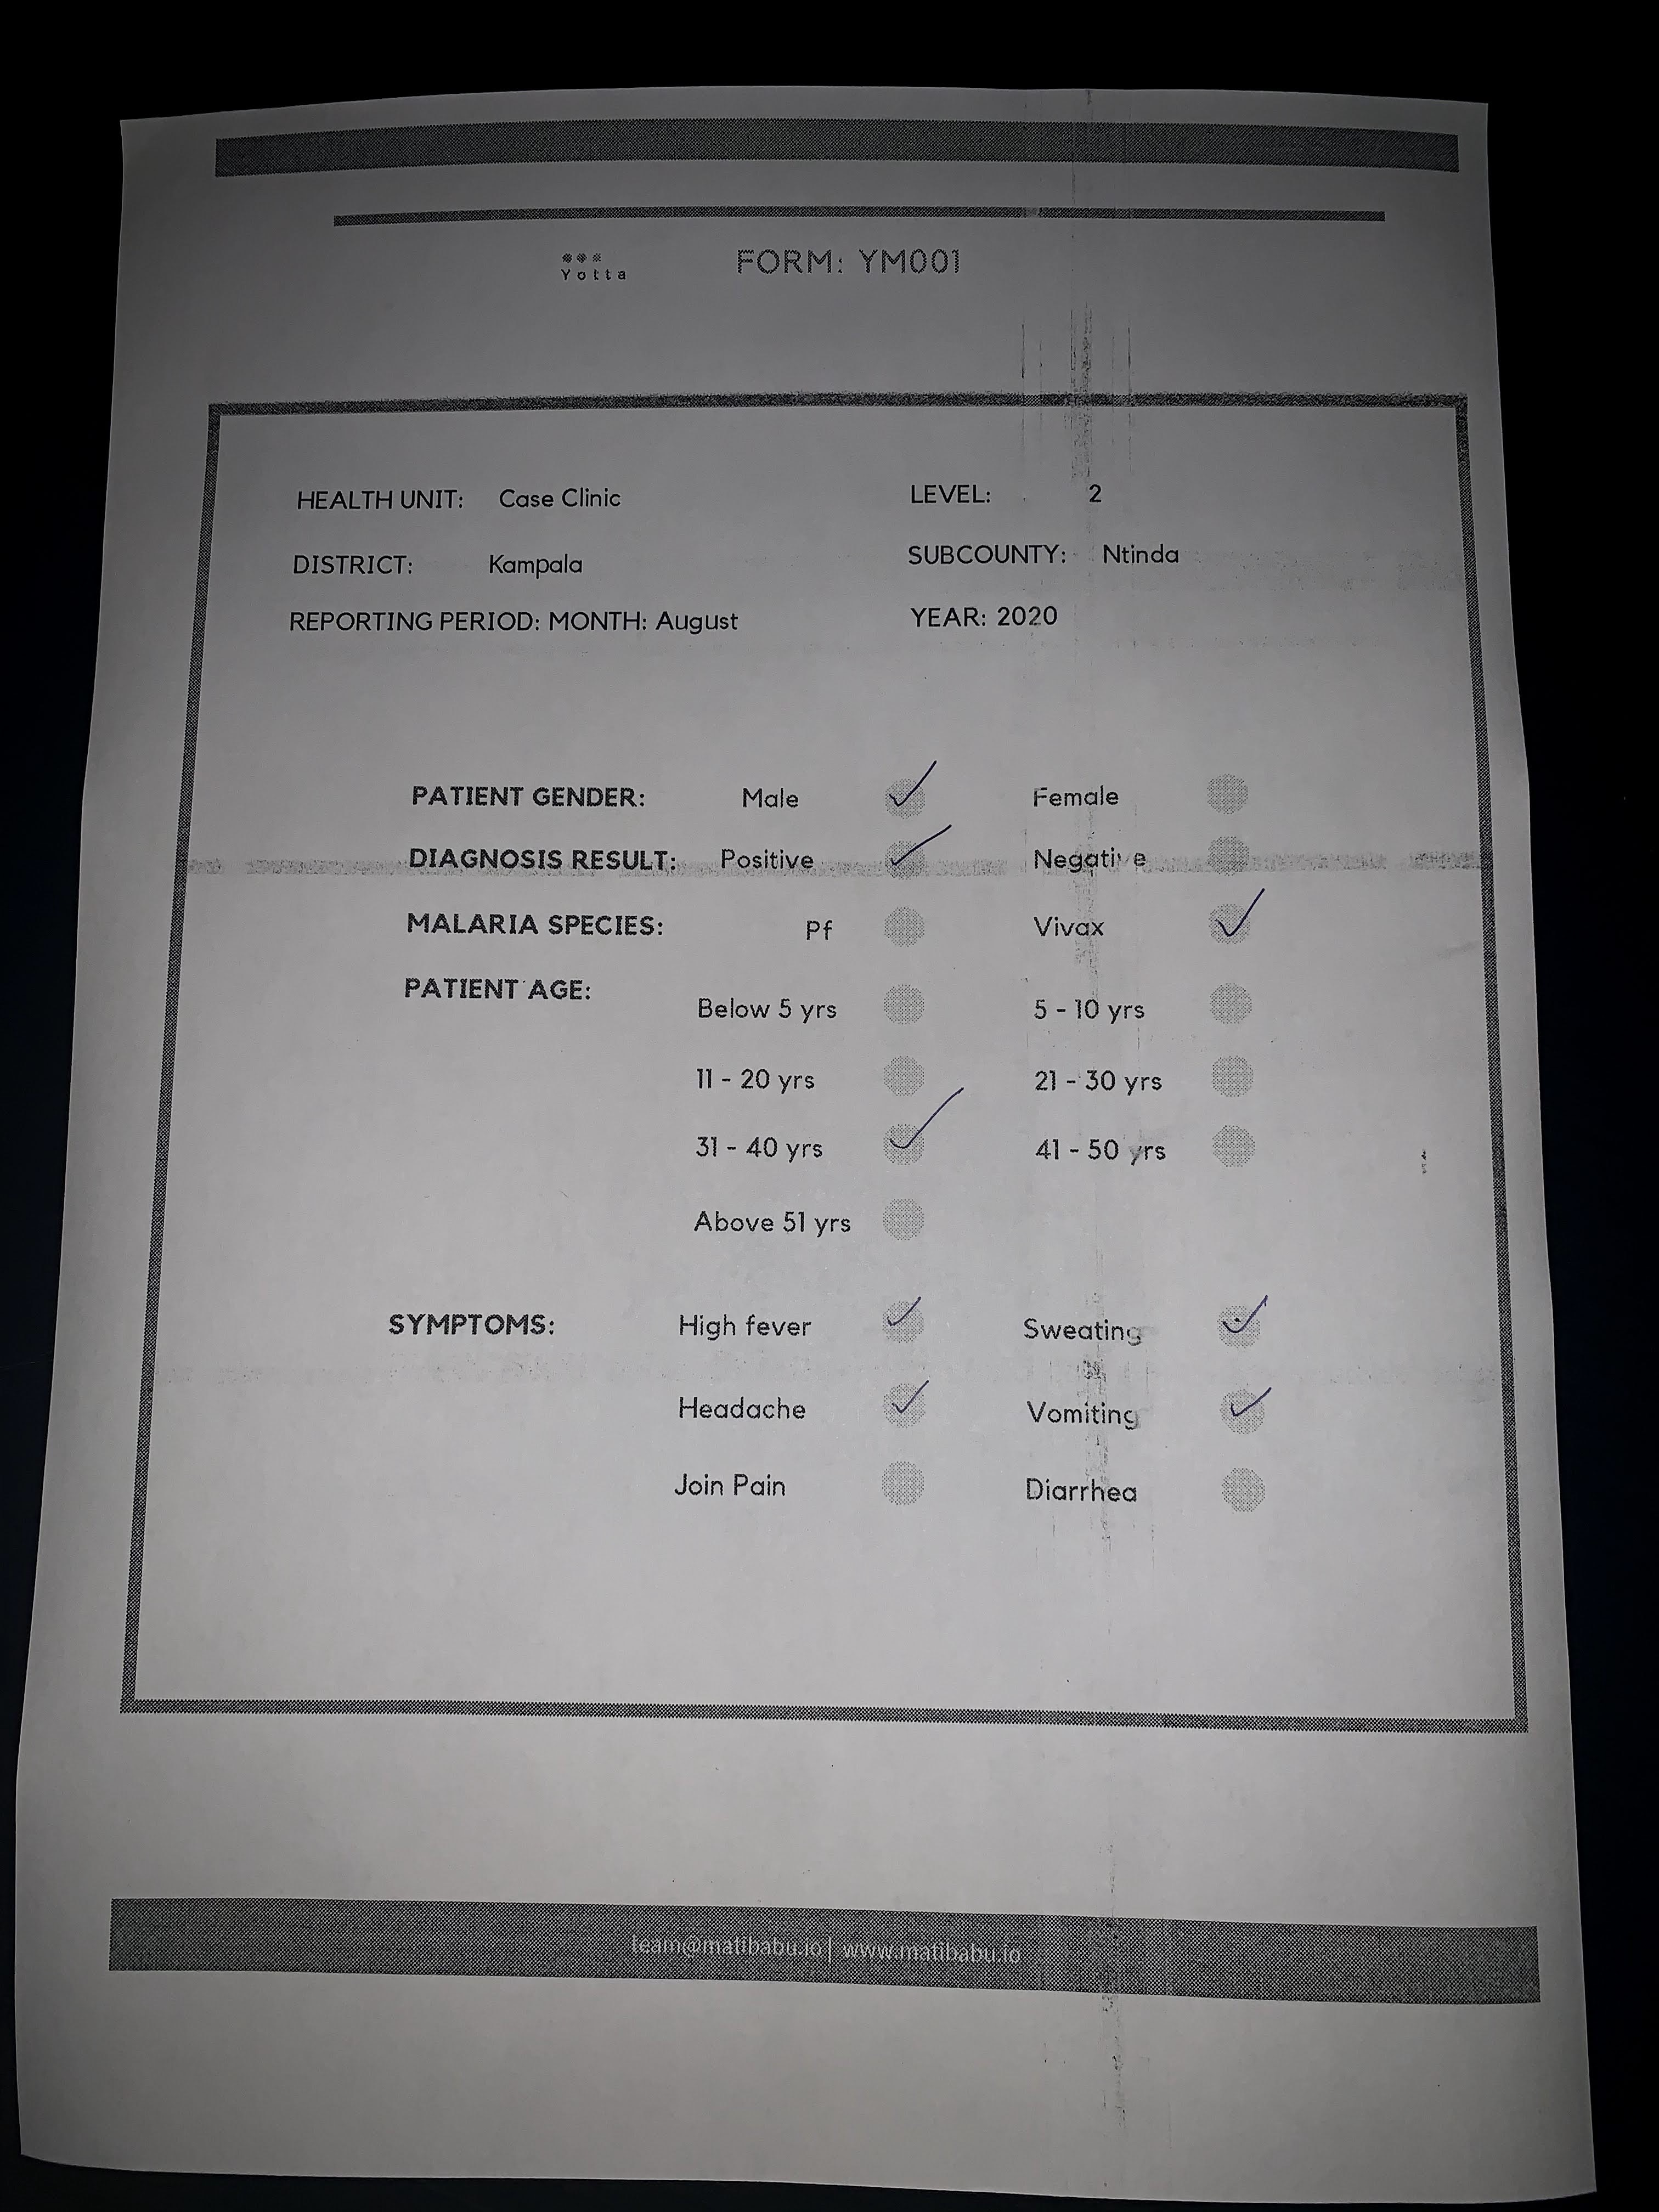 Yotta FORM: YM001
HEALTH UNIT: Case Clinic LEVEL: 2
DISTRICT: Kampala SUBCOUNTY: Ntinda
REPORTING PERIOD: MONTH: August YEAR: 2020
PATIENT GENDER: Male Female
DIAGNOSIS RESULT: Positive Negative
MALARIA SPECIES: Pf Vivax
PATIENT AGE:
Below 5 yrs 5 - 10 yrs
11 - 20 yrs 21 - 30 yrs
31 - 40 yrs 41 - 50 yrs
Above 51 yrs
SYMPTOMS: High fever Sweating
Headache Vomiting
Join Pain Diarrhea
team@matibabu.io | www.matibabu.io